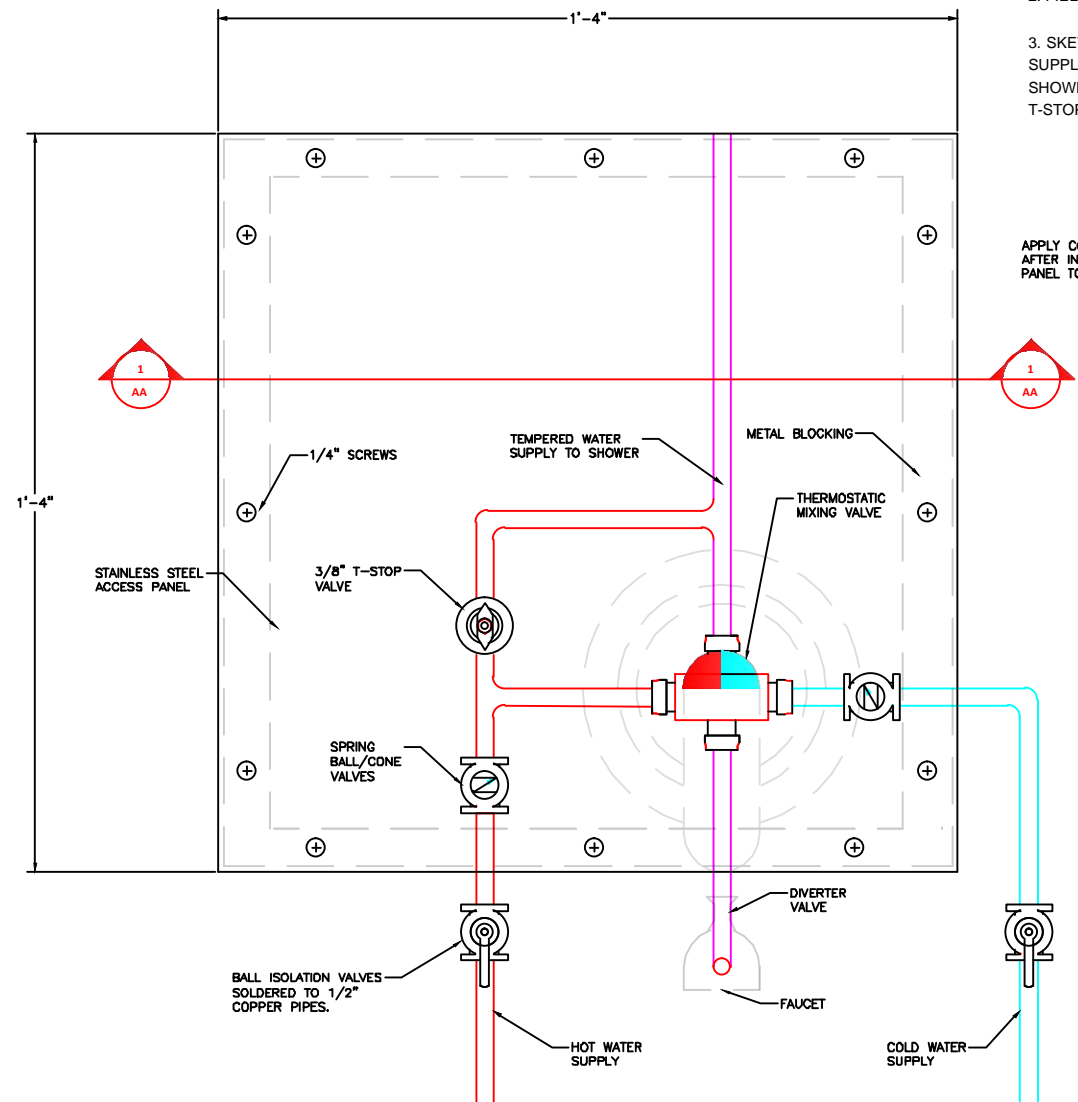 1'-4"
3. SKE
SUPPL
SHOW
T-STOP
APPLY C
AFTER IN
PANEL TO
1
AA
1
AA
TEMPERED WATER
SUPPLY TO SHOWER
METAL BLOCKING
1/4" SCREWS
1'-4"
THERMOSTATIC
MIXING VALVE
STAINLESS STEEL
ACCESS PANEL
3/8" T-STOP
VALVE
SPRING
BALL/CONE
VALVES
DIVERTER
VALVE
BALL ISOLATION VALVES
SOLDERED TO 1/2"
COPPER PIPES.
FAUCET
HOT WATER
SUPPLY
COLD WATER
SUPPLY